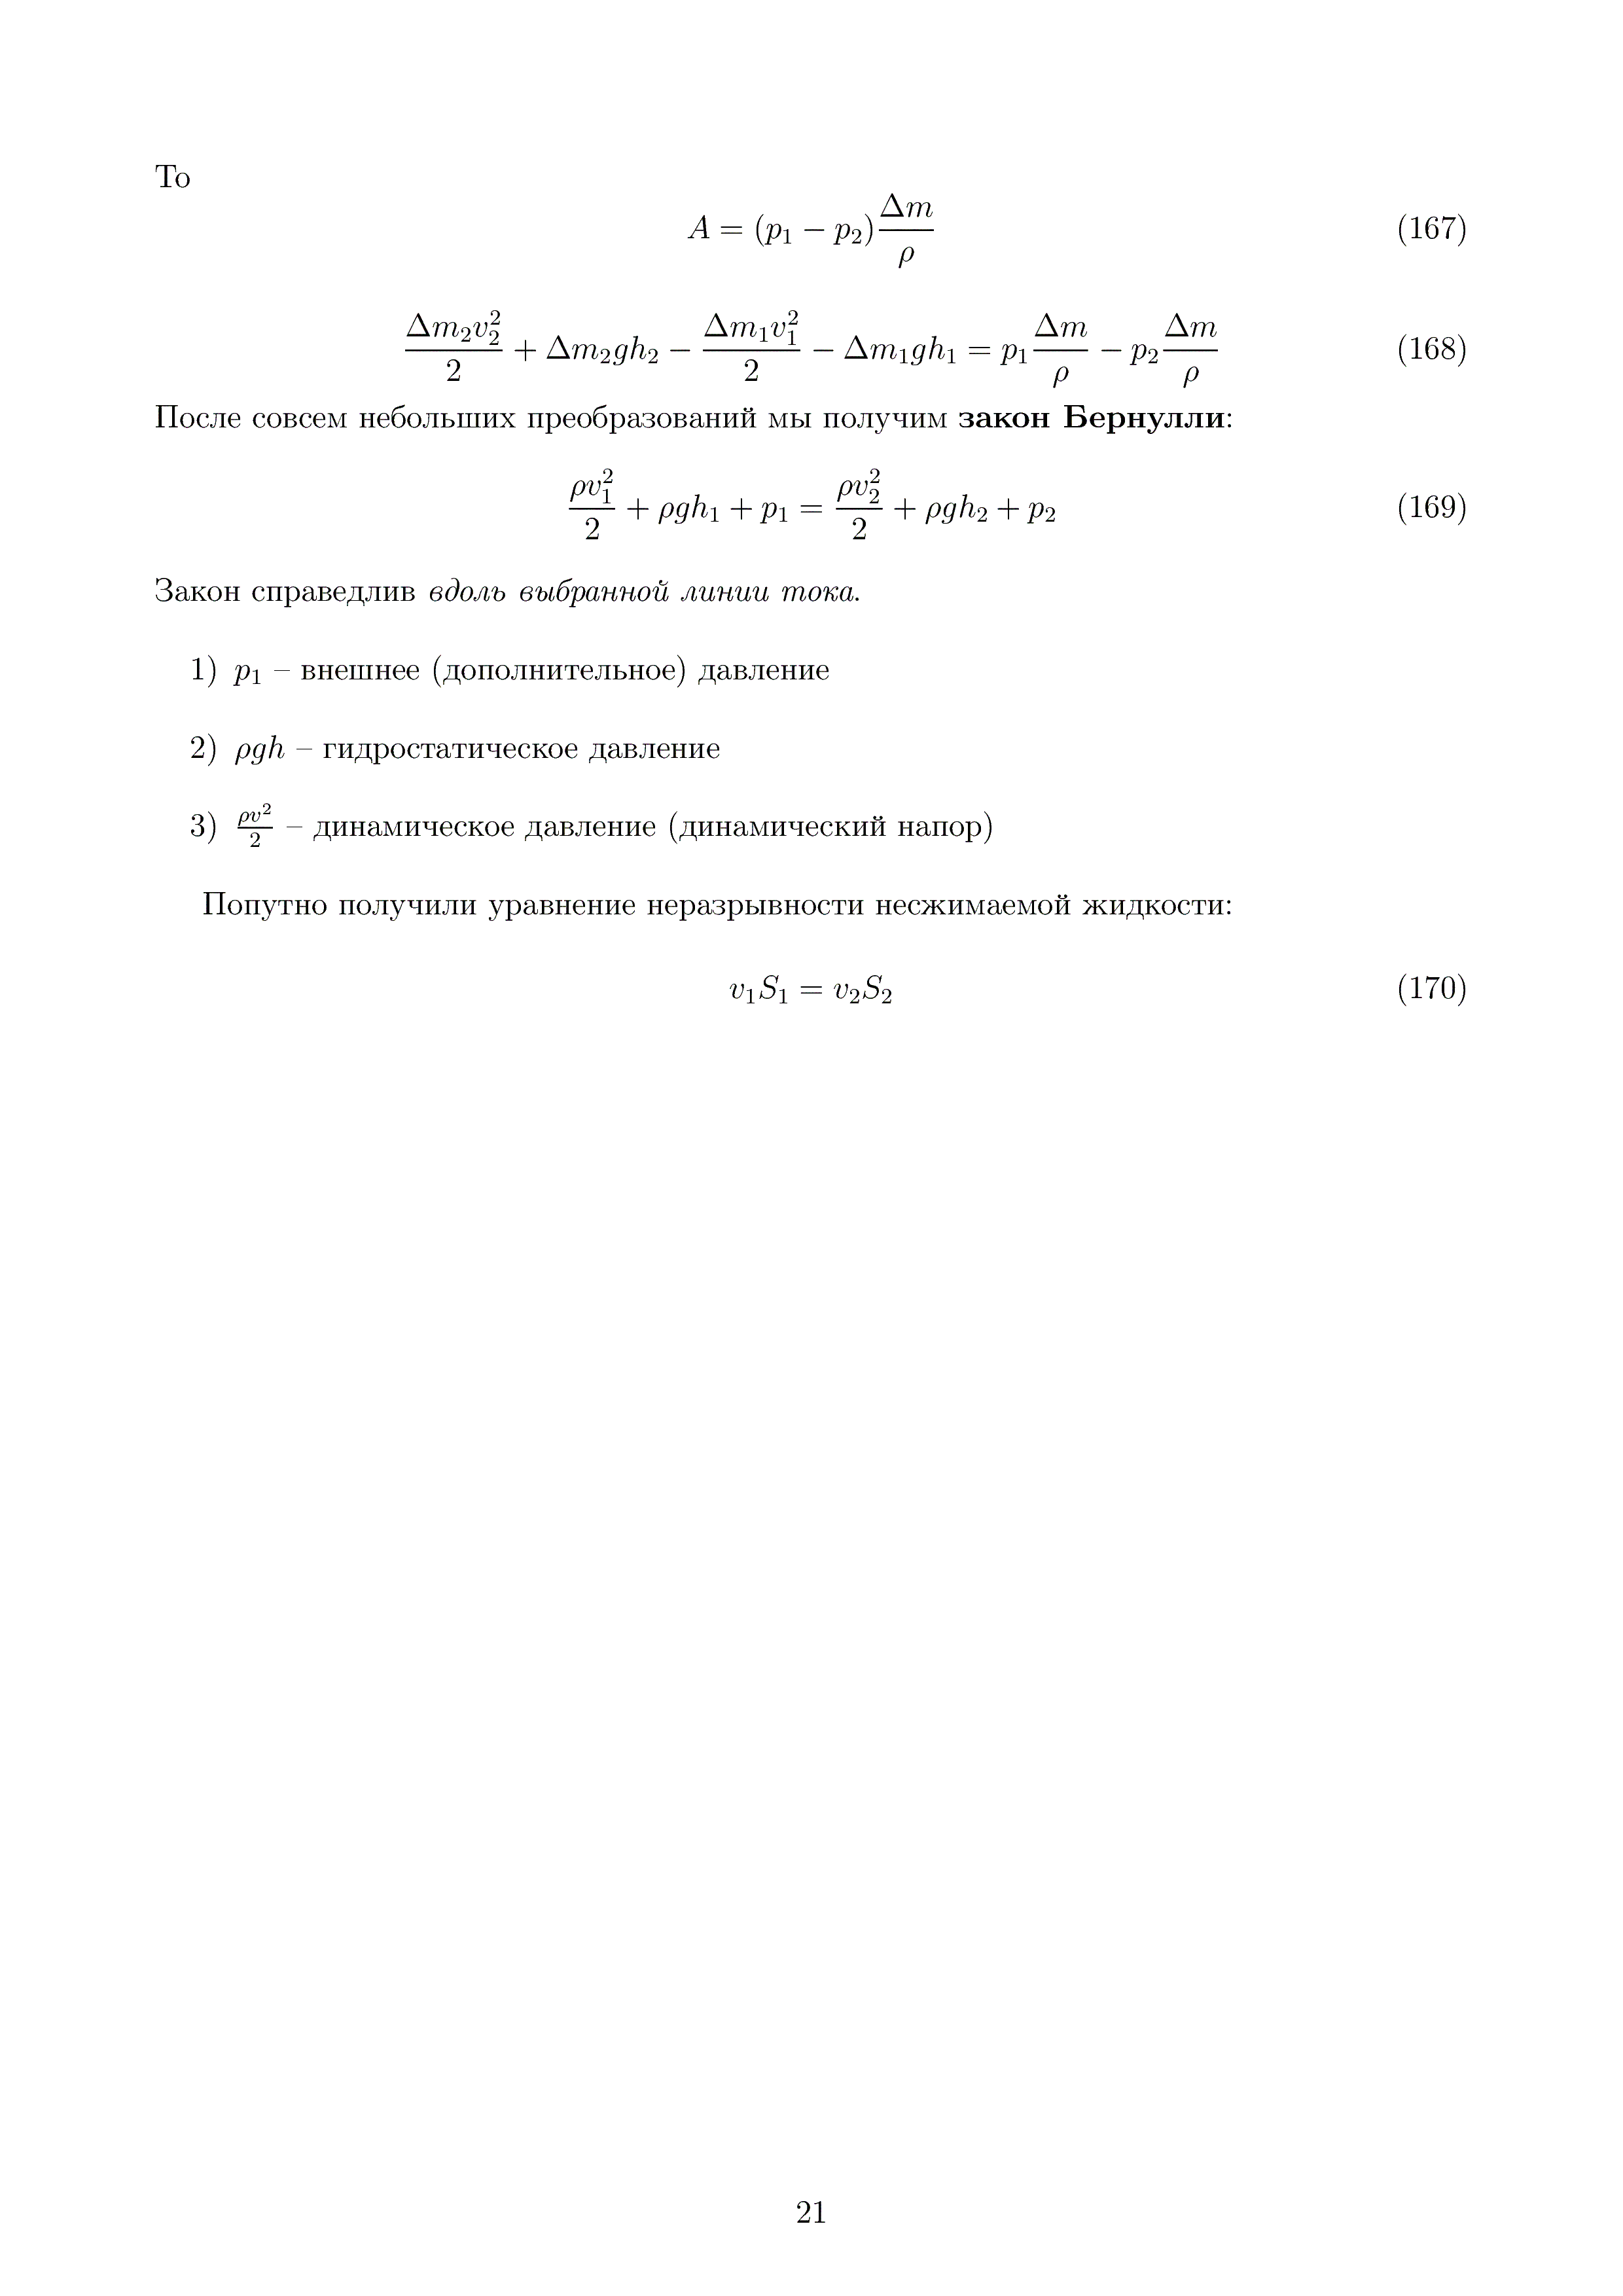 То
$$A = (p_1 - p_2)\frac{\Delta m}{\rho} \quad (167)$$
$$\frac{\Delta m_2 v_2^2}{2} + \Delta m_2 g h_2 - \frac{\Delta m_1 v_1^2}{2} - \Delta m_1 g h_1 = p_1 \frac{\Delta m}{\rho} - p_2 \frac{\Delta m}{\rho} \quad (168)$$
После совсем небольших преобразований мы получим закон Бернулли:
$$\frac{\rho v_1^2}{2} + \rho g h_1 + p_1 = \frac{\rho v_2^2}{2} + \rho g h_2 + p_2 \quad (169)$$
Закон справедлив вдоль выбранной линии тока.
1) $p_1$ – внешнее (дополнительное) давление
2) $\rho g h$ – гидростатическое давление
3) $\frac{\rho v^2}{2}$ – динамическое давление (динамический напор)
Попутно получили уравнение неразрывности несжимаемой жидкости:
$$v_1 S_1 = v_2 S_2 \quad (170)$$
21